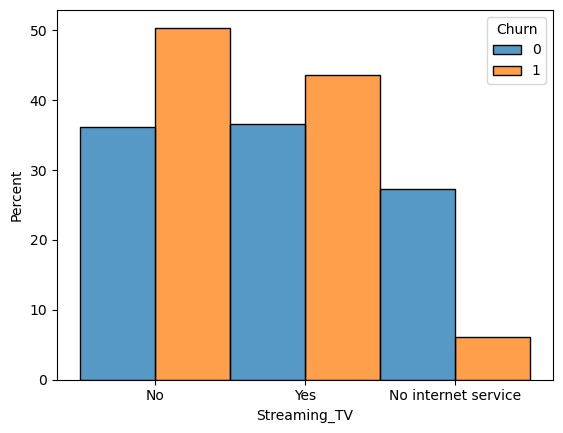 Churn
0
1
Percent
50
40
30
20
10
0
No Yes No internet service
Streaming_TV